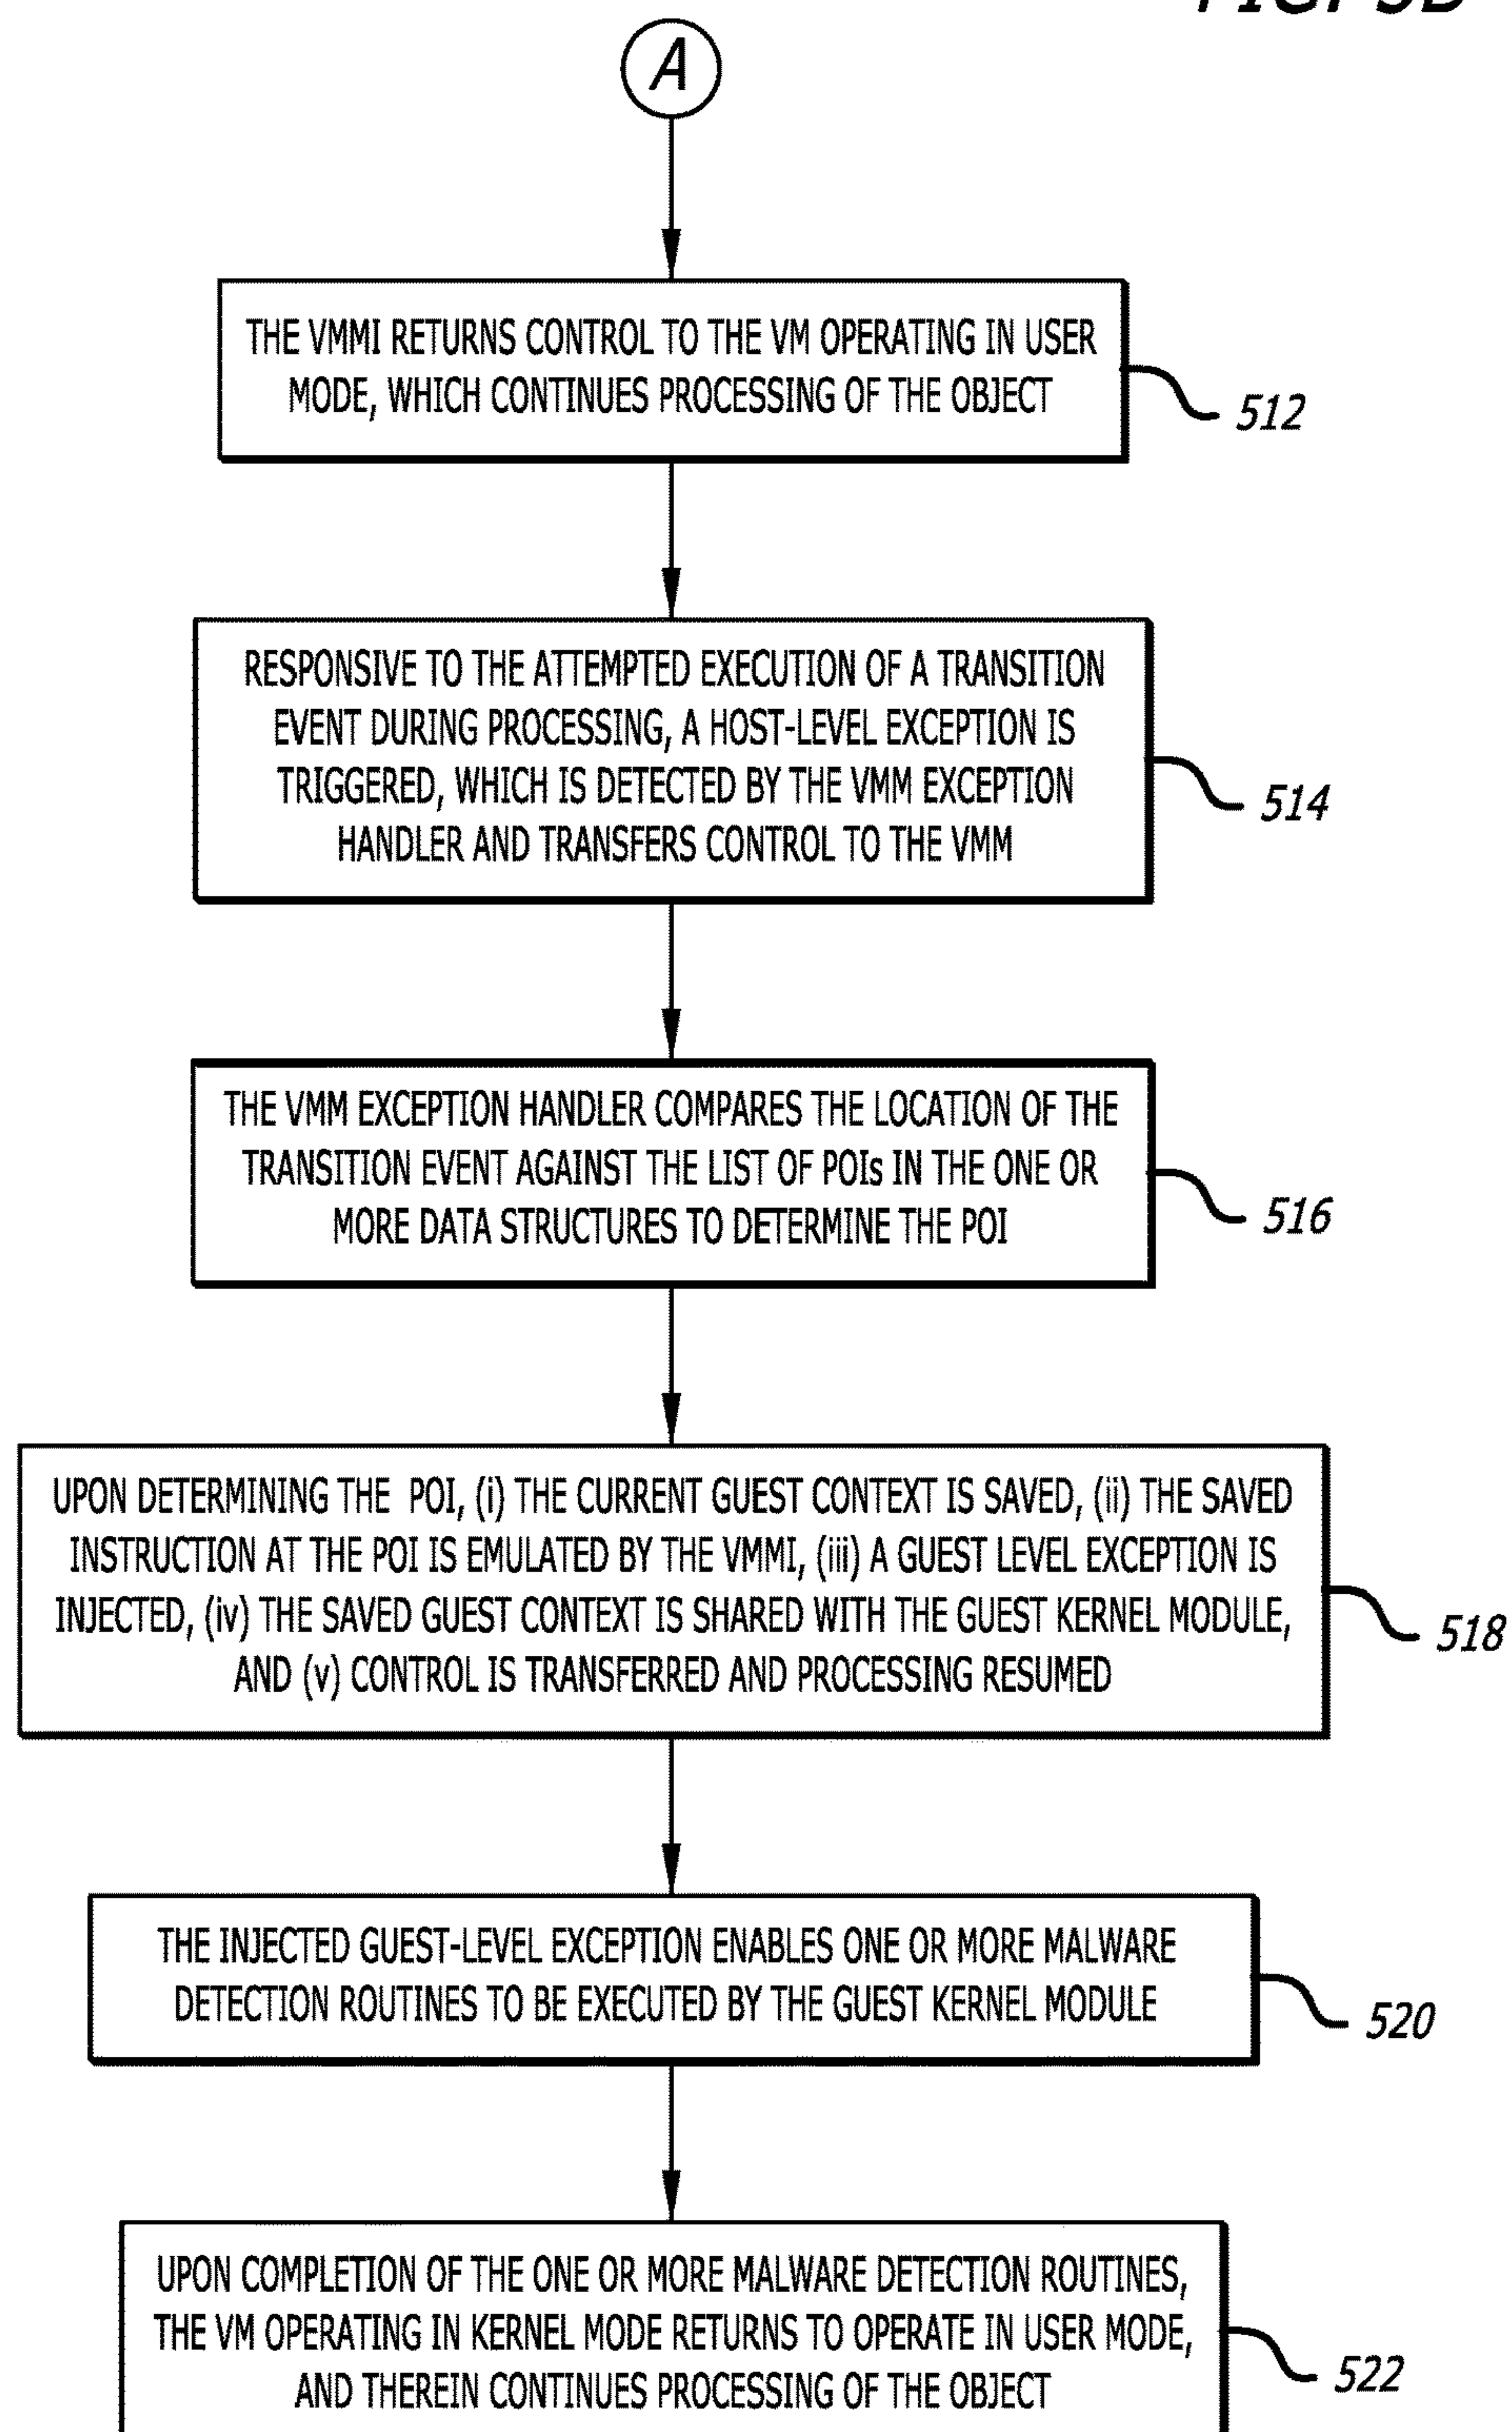 A
THE VMMI RETURNS CONTROL TO THE VM OPERATING IN USER
MODE, WHICH CONTINUES PROCESSING OF THE OBJECT
512
RESPONSIVE TO THE ATTEMPTED EXECUTION OF A TRANSITION
EVENT DURING PROCESSING, A HOST-LEVEL EXCEPTION IS
TRIGGERED, WHICH IS DETECTED BY THE VMM EXCEPTION
HANDLER AND TRANSFERS CONTROL TO THE VMM
514
THE VMM EXCEPTION HANDLER COMPARES THE LOCATION OF THE
TRANSITION EVENT AGAINST THE LIST OF POIs IN THE ONE OR
MORE DATA STRUCTURES TO DETERMINE THE POI
516
UPON DETERMINING THE POI, (i) THE CURRENT GUEST CONTEXT IS SAVED, (ii) THE SAVED
INSTRUCTION AT THE POI IS EMULATED BY THE VMMI, (iii) A GUEST LEVEL EXCEPTION IS
INJECTED, (iv) THE SAVED GUEST CONTEXT IS SHARED WITH THE GUEST KERNEL MODULE,
AND (v) CONTROL IS TRANSFERRED AND PROCESSING RESUMED
518
THE INJECTED GUEST-LEVEL EXCEPTION ENABLES ONE OR MORE MALWARE
DETECTION ROUTINES TO BE EXECUTED BY THE GUEST KERNEL MODULE
520
UPON COMPLETION OF THE ONE OR MORE MALWARE DETECTION ROUTINES,
THE VM OPERATING IN KERNEL MODE RETURNS TO OPERATE IN USER MODE,
AND THEREIN CONTINUES PROCESSING OF THE OBJECT
522